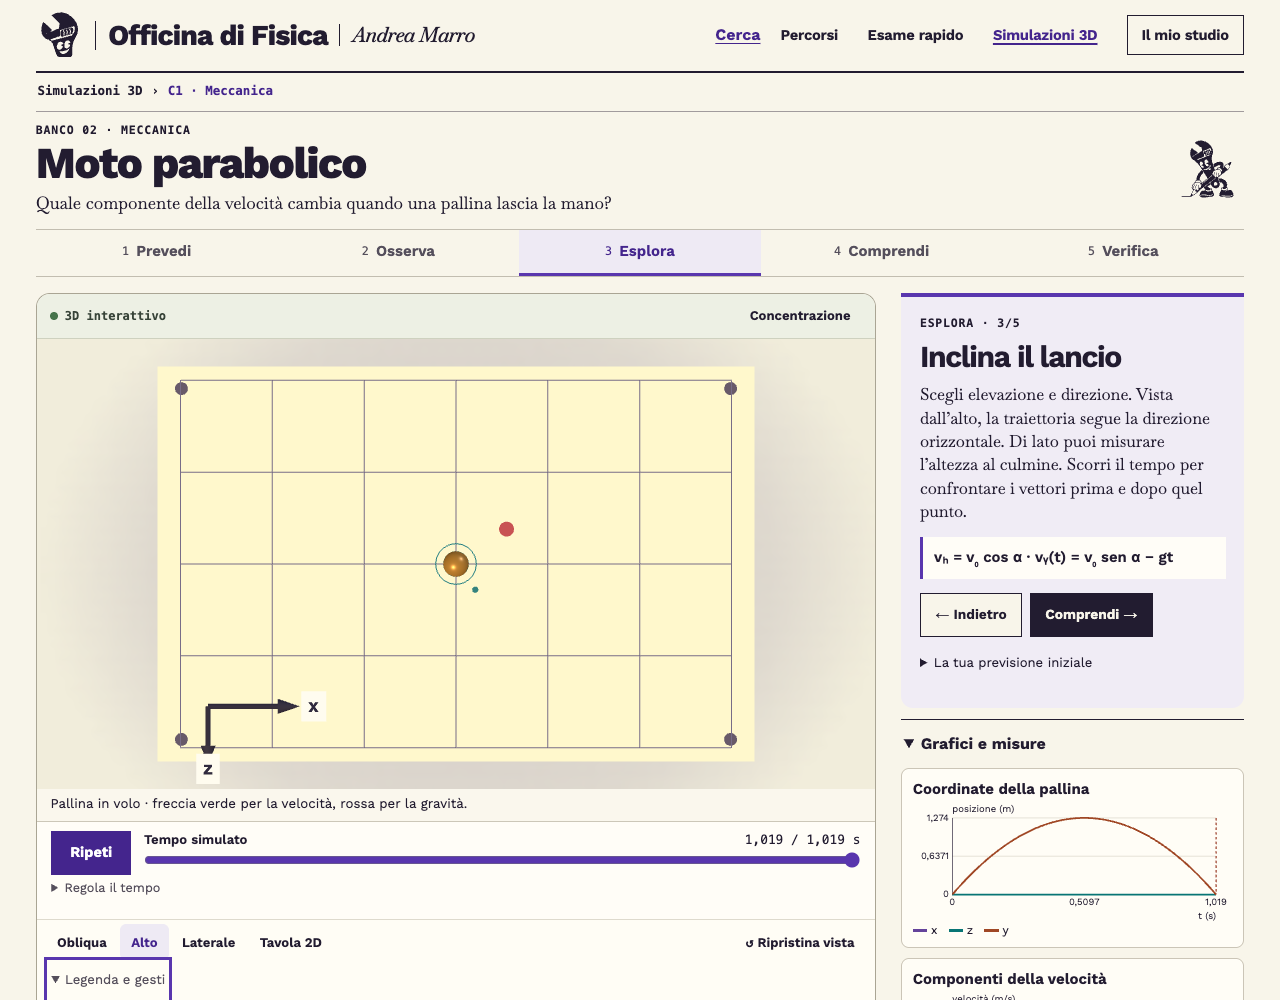 Officina di Fisica
Andrea Marro
Cerca
Percorsi
Esame rapido
Simulazioni 3D
Il mio studio
Simulazioni 3D › C1 · Meccanica
BANCO 02 · MECCANICA
Moto parabolico
Quale componente della velocità cambia quando una pallina lascia la mano?
1 Prevedi
2 Osserva
3 Esplora
4 Comprendi
5 Verifica
3D interattivo
Concentrazione
X
Z
Pallina in volo · freccia verde per la velocità, rossa per la gravità.
Ripeti
Tempo simulato
1,019 / 1,019 s
Regola il tempo
Obliqua
Alto
Laterale
Tavola 2D
↺ Ripristina vista
Legenda e gesti
ESPLORA · 3/5
Inclina il lancio
Scegli elevazione e direzione. Vista
dall’alto, la traiettoria segue la direzione
orizzontale. Di lato puoi misurare
l’altezza al culmine. Scorri il tempo per
confrontare i vettori prima e dopo quel
punto.
vₕ = v₀ cos α · vᵧ(t) = v₀ sen α − gt
← Indietro
Comprendi →
La tua previsione iniziale
Grafici e misure
Coordinate della pallina
posizione (m)
1,274
0,6371
0
0
0,5097
1,019
t (s)
x
z
y
Componenti della velocità
velocità (m/s)